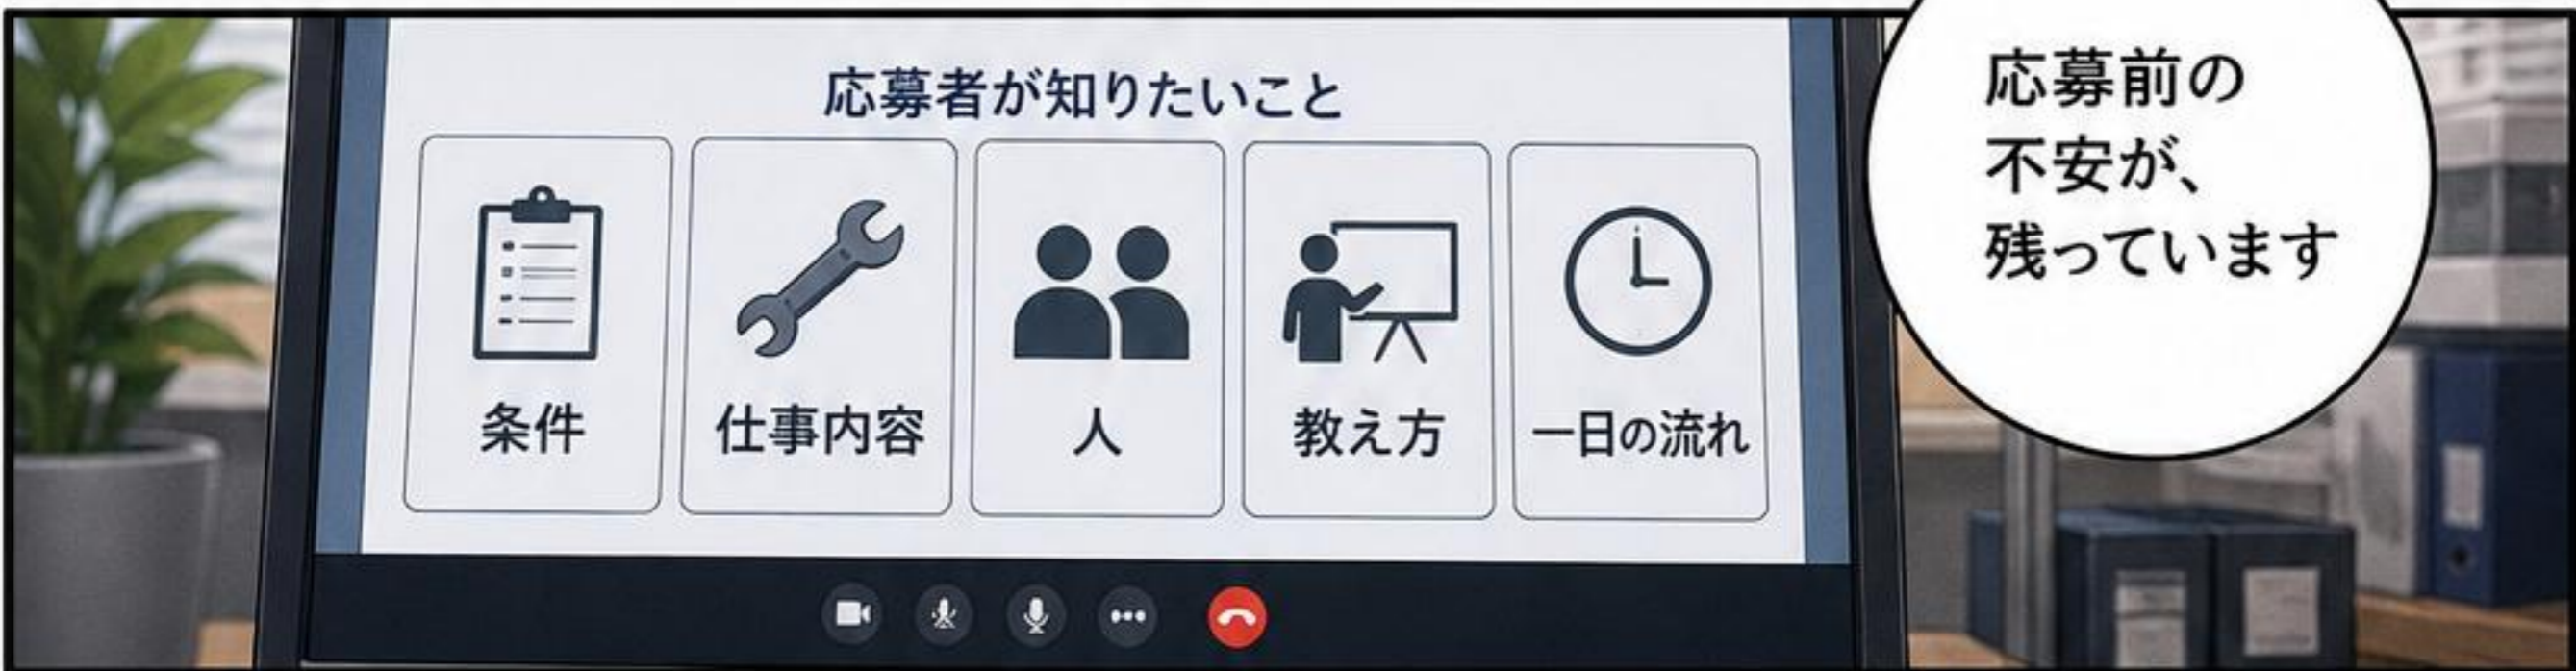 応募者が知りたいこと
条件
仕事内容
人
教え方
一日の流れ
応募前の
不安が、
残っています